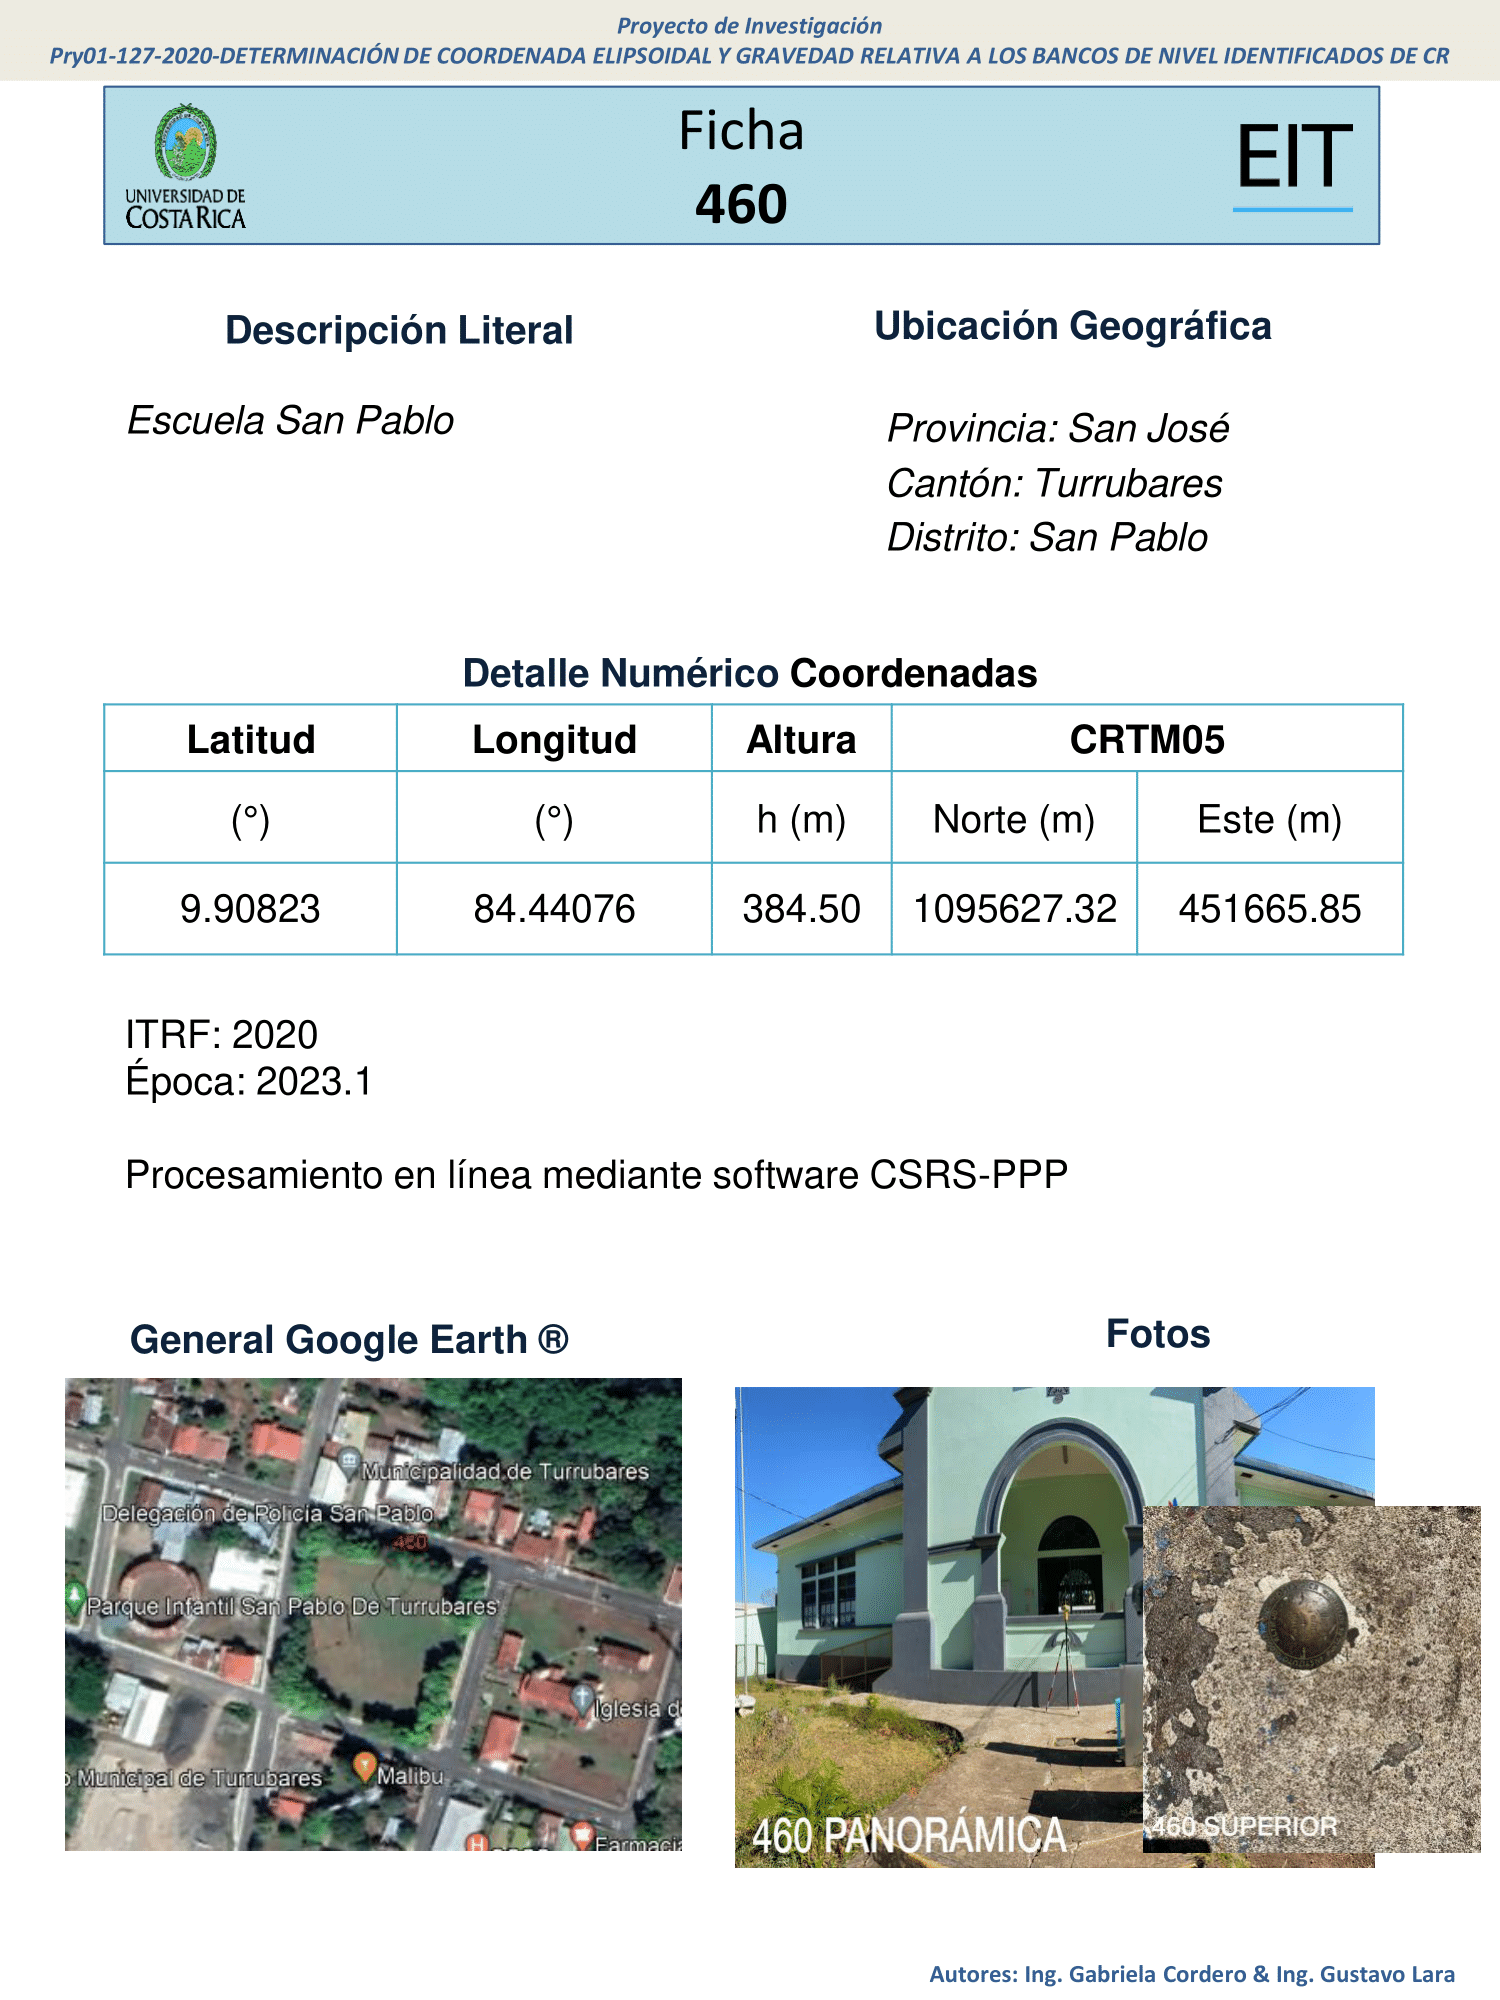 Proyecto de Investigación
Pry01-127-2020-DETERMINACIÓN DE COORDENADA ELIPSOIDAL Y GRAVEDAD RELATIVA A LOS BANCOS DE NIVEL IDENTIFICADOS DE CR
UNIVERSIDAD DE
COSTA RICA
Ficha
460
EIT
Descripción Literal
Escuela San Pablo
Ubicación Geográfica
Provincia: San José
Cantón: Turrubares
Distrito: San Pablo
Detalle Numérico Coordenadas
Latitud Longitud Altura CRTM05
(°) (°) h (m) Norte (m) Este (m)
9.90823 84.44076 384.50 1095627.32 451665.85
ITRF: 2020
Época: 2023.1
Procesamiento en línea mediante software CSRS-PPP
General Google Earth ®
Municipalidad de Turrubares
Delegación de Policía San Pablo
460
Parque Infantil San Pablo De Turrubares
Iglesia d
o Municipal de Turrubares
Malibu
H
Farmacia
Fotos
460 PANORÁMICA
460 SUPERIOR
Autores: Ing. Gabriela Cordero & Ing. Gustavo Lara